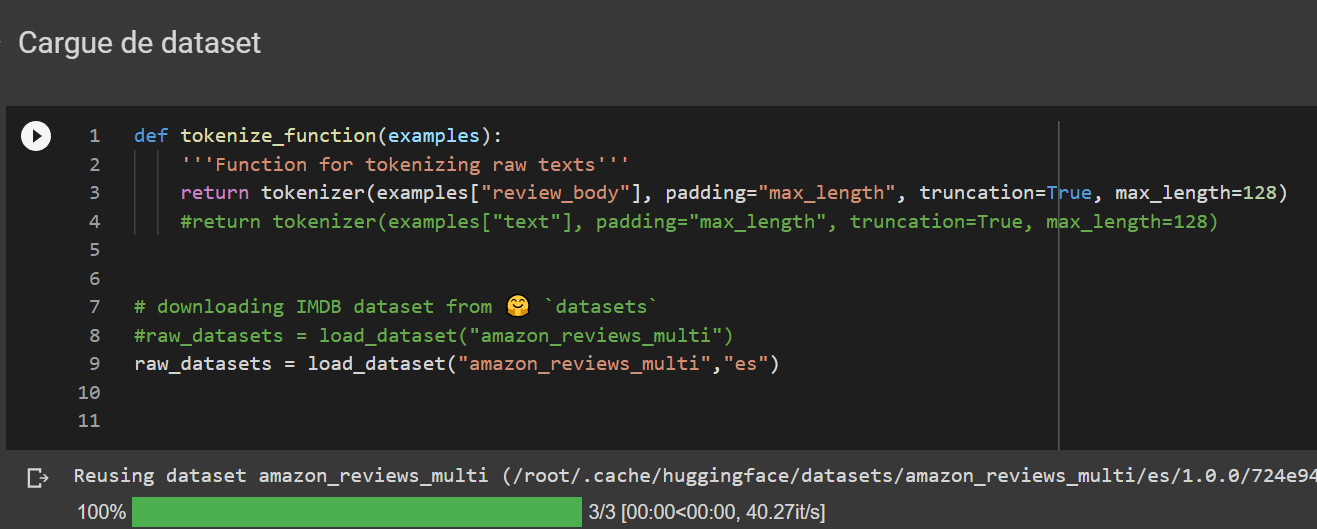 Cargue de dataset
1 def tokenize_function(examples):
2 '''Function for tokenizing raw texts'''
3 return tokenizer(examples["review_body"], padding="max_length", truncation=True, max_length=128)
4 #return tokenizer(examples["text"], padding="max_length", truncation=True, max_length=128)
5
6
7 # downloading IMDB dataset from 🤗 `datasets`
8 #raw_datasets = load_dataset("amazon_reviews_multi")
9 raw_datasets = load_dataset("amazon_reviews_multi","es")
10
11
Reusing dataset amazon_reviews_multi (/root/.cache/huggingface/datasets/amazon_reviews_multi/es/1.0.0/724e94
100% 3/3 [00:00<00:00, 40.27it/s]